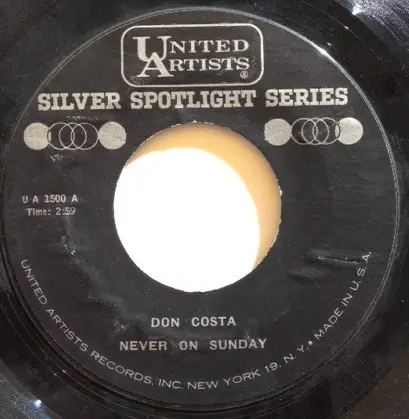 UNITED
ARTISTS
®
SILVER SPOTLIGHT SERIES
U A 1500 A
Time: 2:59
DON COSTA
NEVER ON SUNDAY
UNITED ARTISTS RECORDS, INC. NEW YORK 19, N. Y. • MADE IN U. S. A.